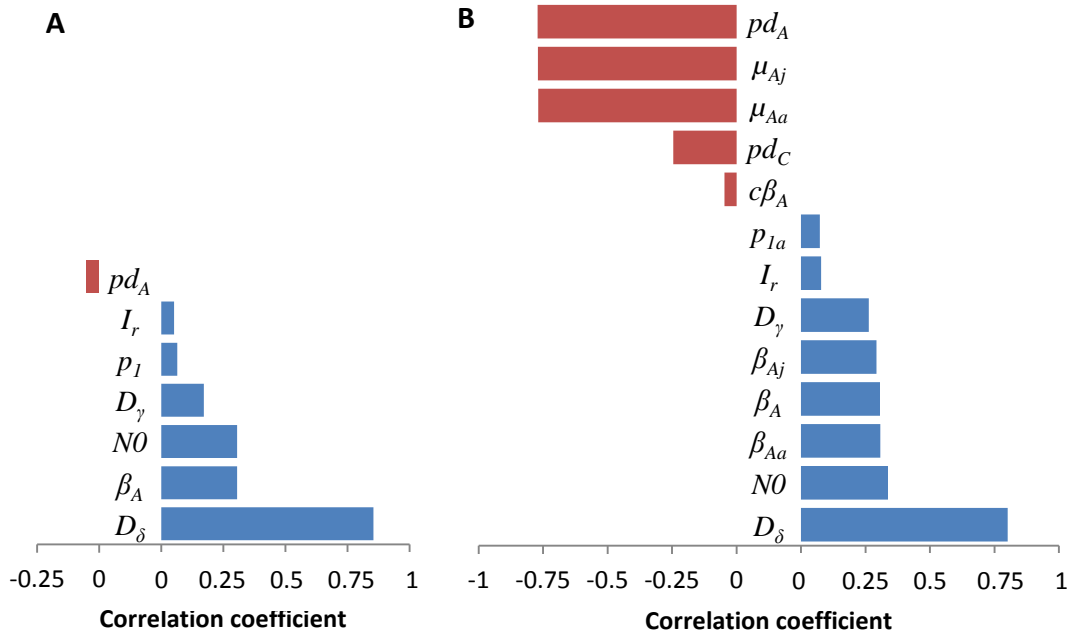 A
pd_A
I_r
p_1
D_γ
N0
β_A
D_δ
-0.25 0 0 0.25 0.5 0.75 1
Correlation coefficient
B
pd_A
μ_Aj
μ_Aa
pd_C
cβ_A
p_1a
I_r
D_γ
β_Aj
β_A
β_Aa
N0
D_δ
-1 -0.75 -0.5 -0.25 0 0 0.25 0.5 0.75 1
Correlation coefficient